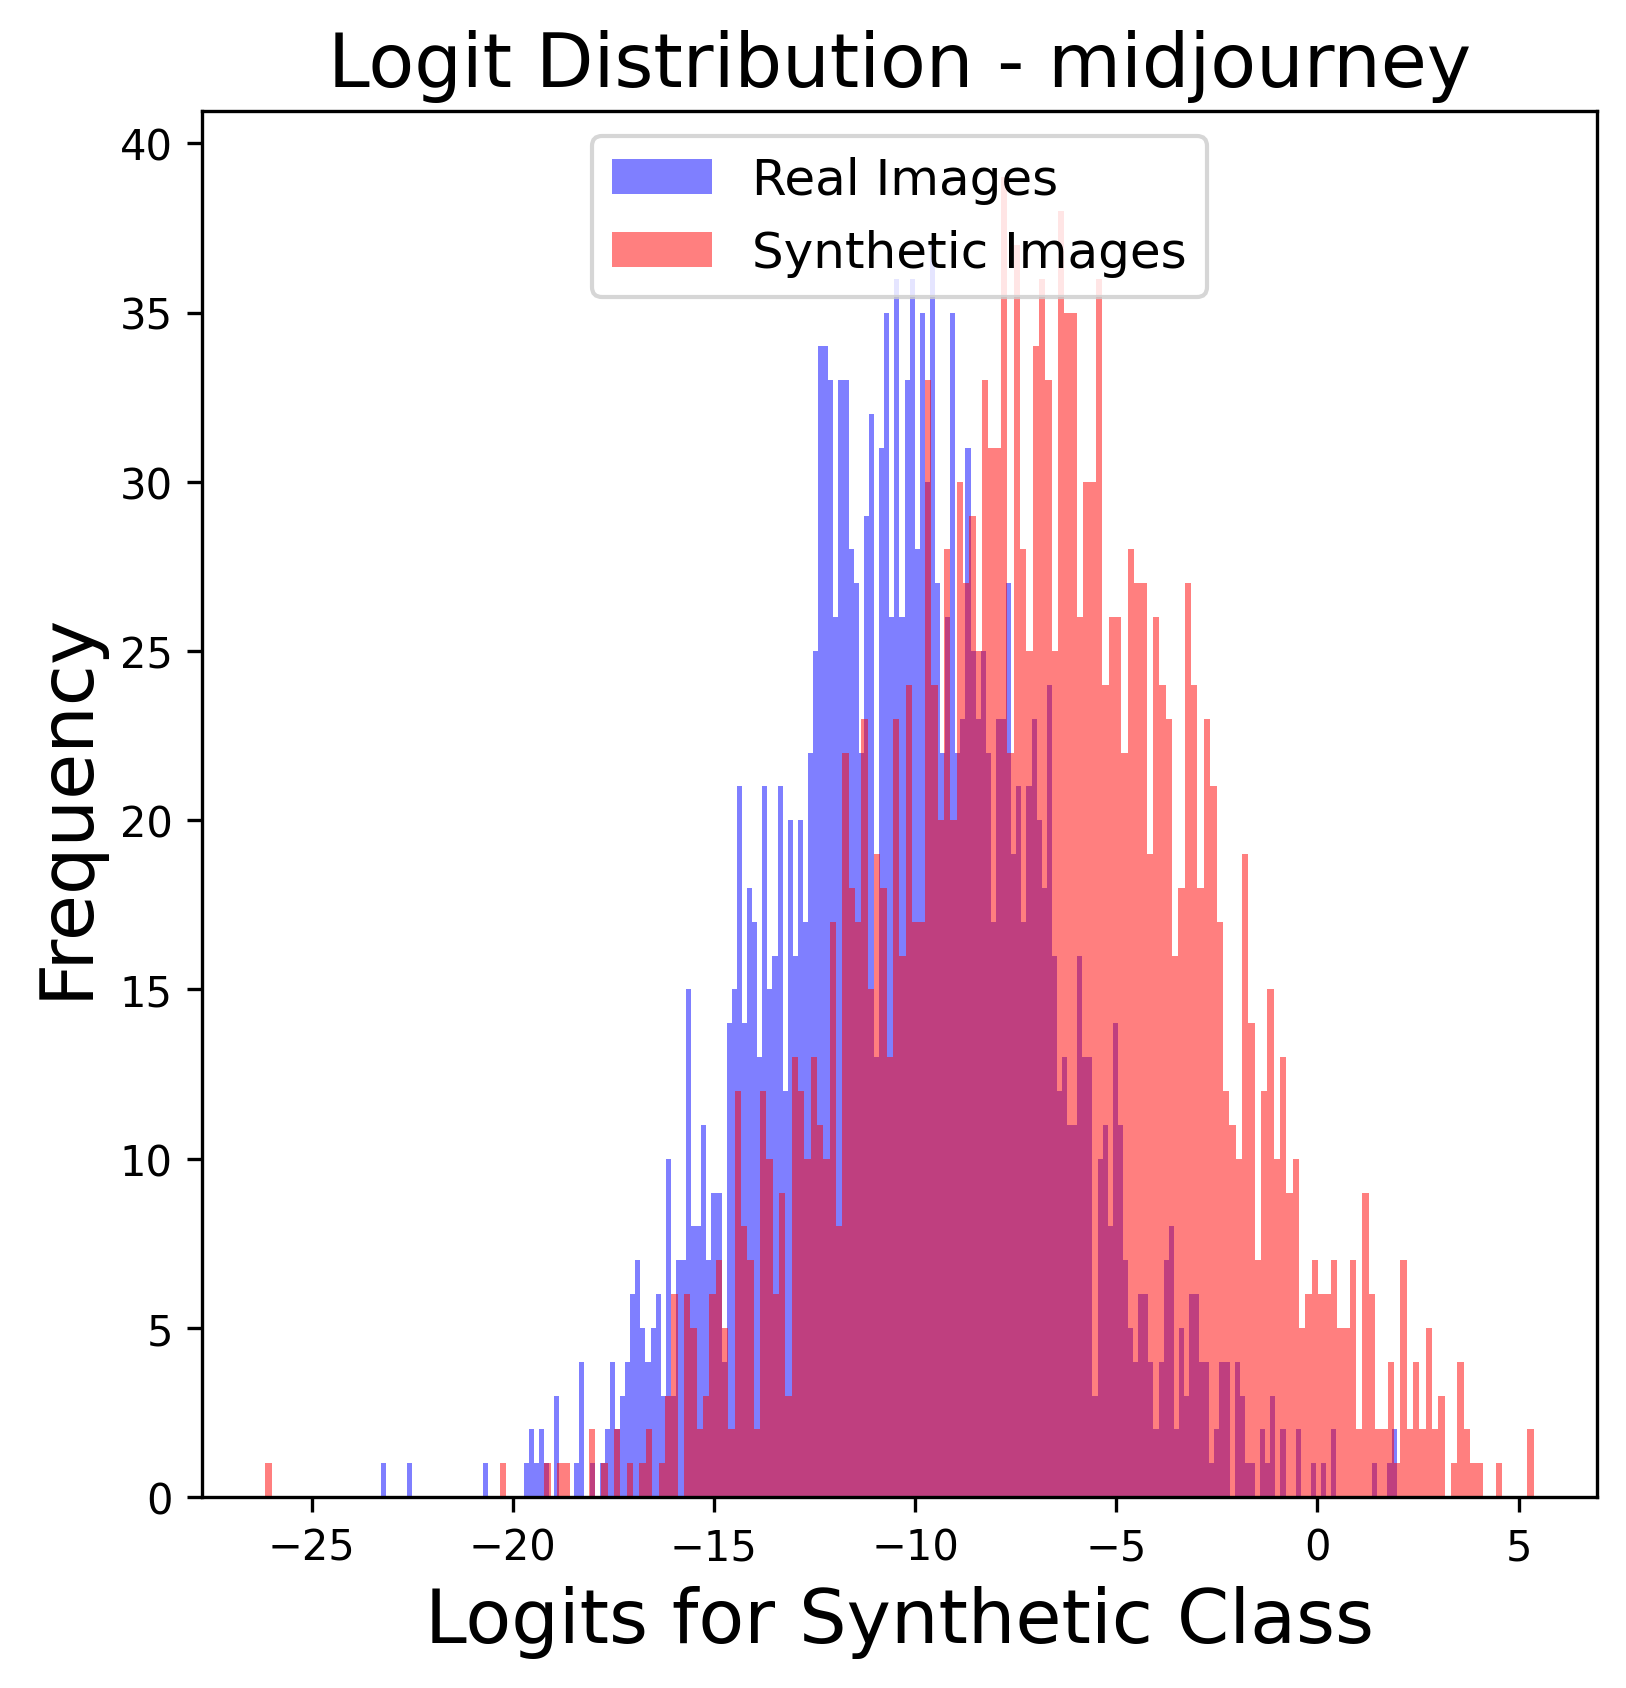 Logit Distribution - midjourney
Real Images
Synthetic Images
Frequency
40
35
30
25
20
15
10
5
0
−25 −20 −15 −10 −5 0 5
Logits for Synthetic Class